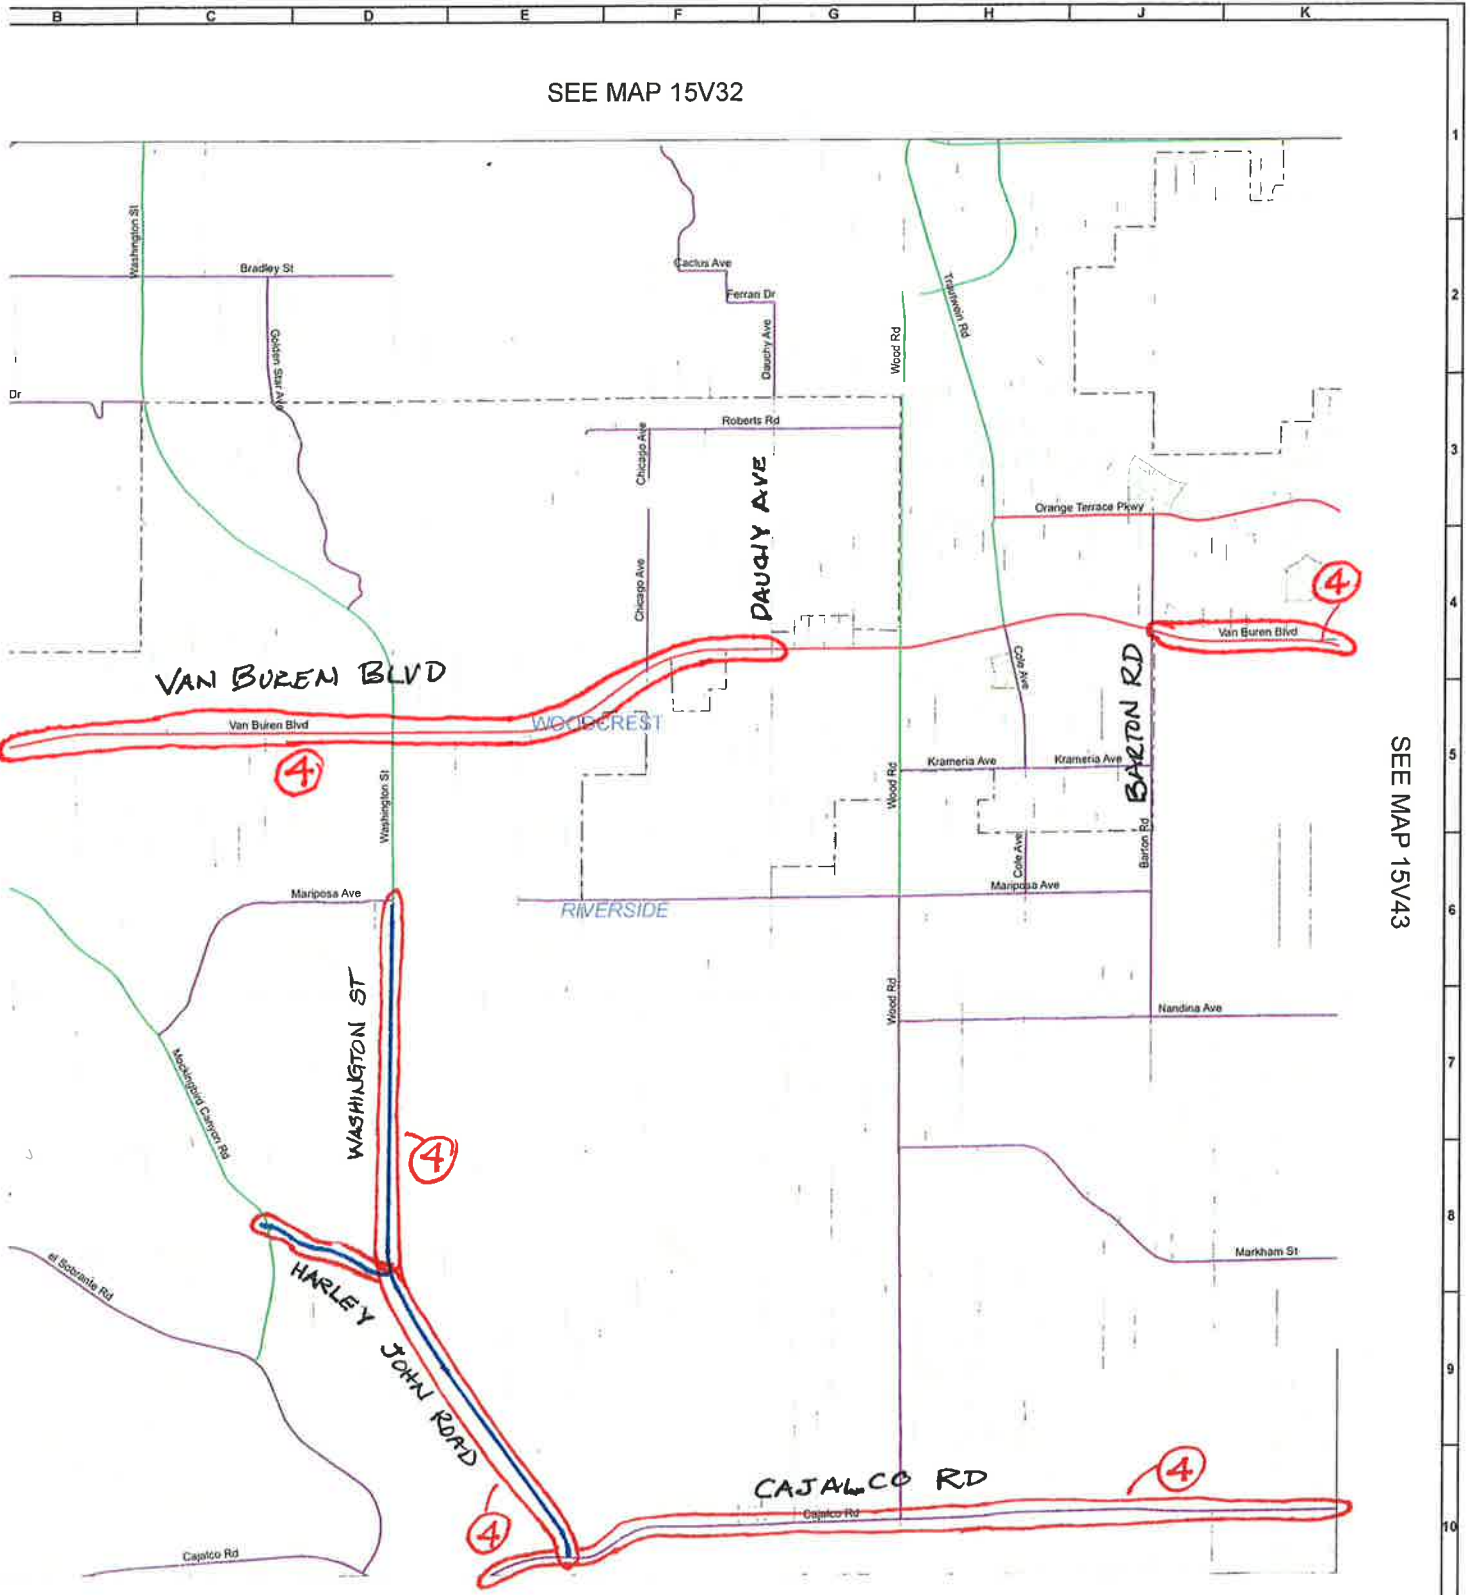 B C D E F G H J K
SEE MAP 15V32
1
Washington St
Bradley St
Cactus Ave
Ferrari Dr
Dauchy Ave
Wood Rd
Trautwein Rd
2
Golden Star Ave
Dr
Roberts Rd
Chicago Ave
3
DAUCHY AVE
Orange Terrace Pkwy
Chicago Ave
4
4
Van Buren Blvd
VAN BUREN BLVD
Cole Ave
BARTON RD
Van Buren Blvd
WOODCREST
4
Washington St
Wood Rd
Krameria Ave
Krameria Ave
5
SEE MAP 15V43
Cole Ave
Barton Rd
Mariposa Ave
Mariposa Ave
RIVERSIDE
6
WASHINGTON ST
Wood Rd
Nandina Ave
Mockingbird Canyon Rd
7
4
8
el Sobrante Rd
Markham St
HARLEY JOHN ROAD
9
CAJALCO RD
4
Cajalco Rd
4
10
Cajalco Rd